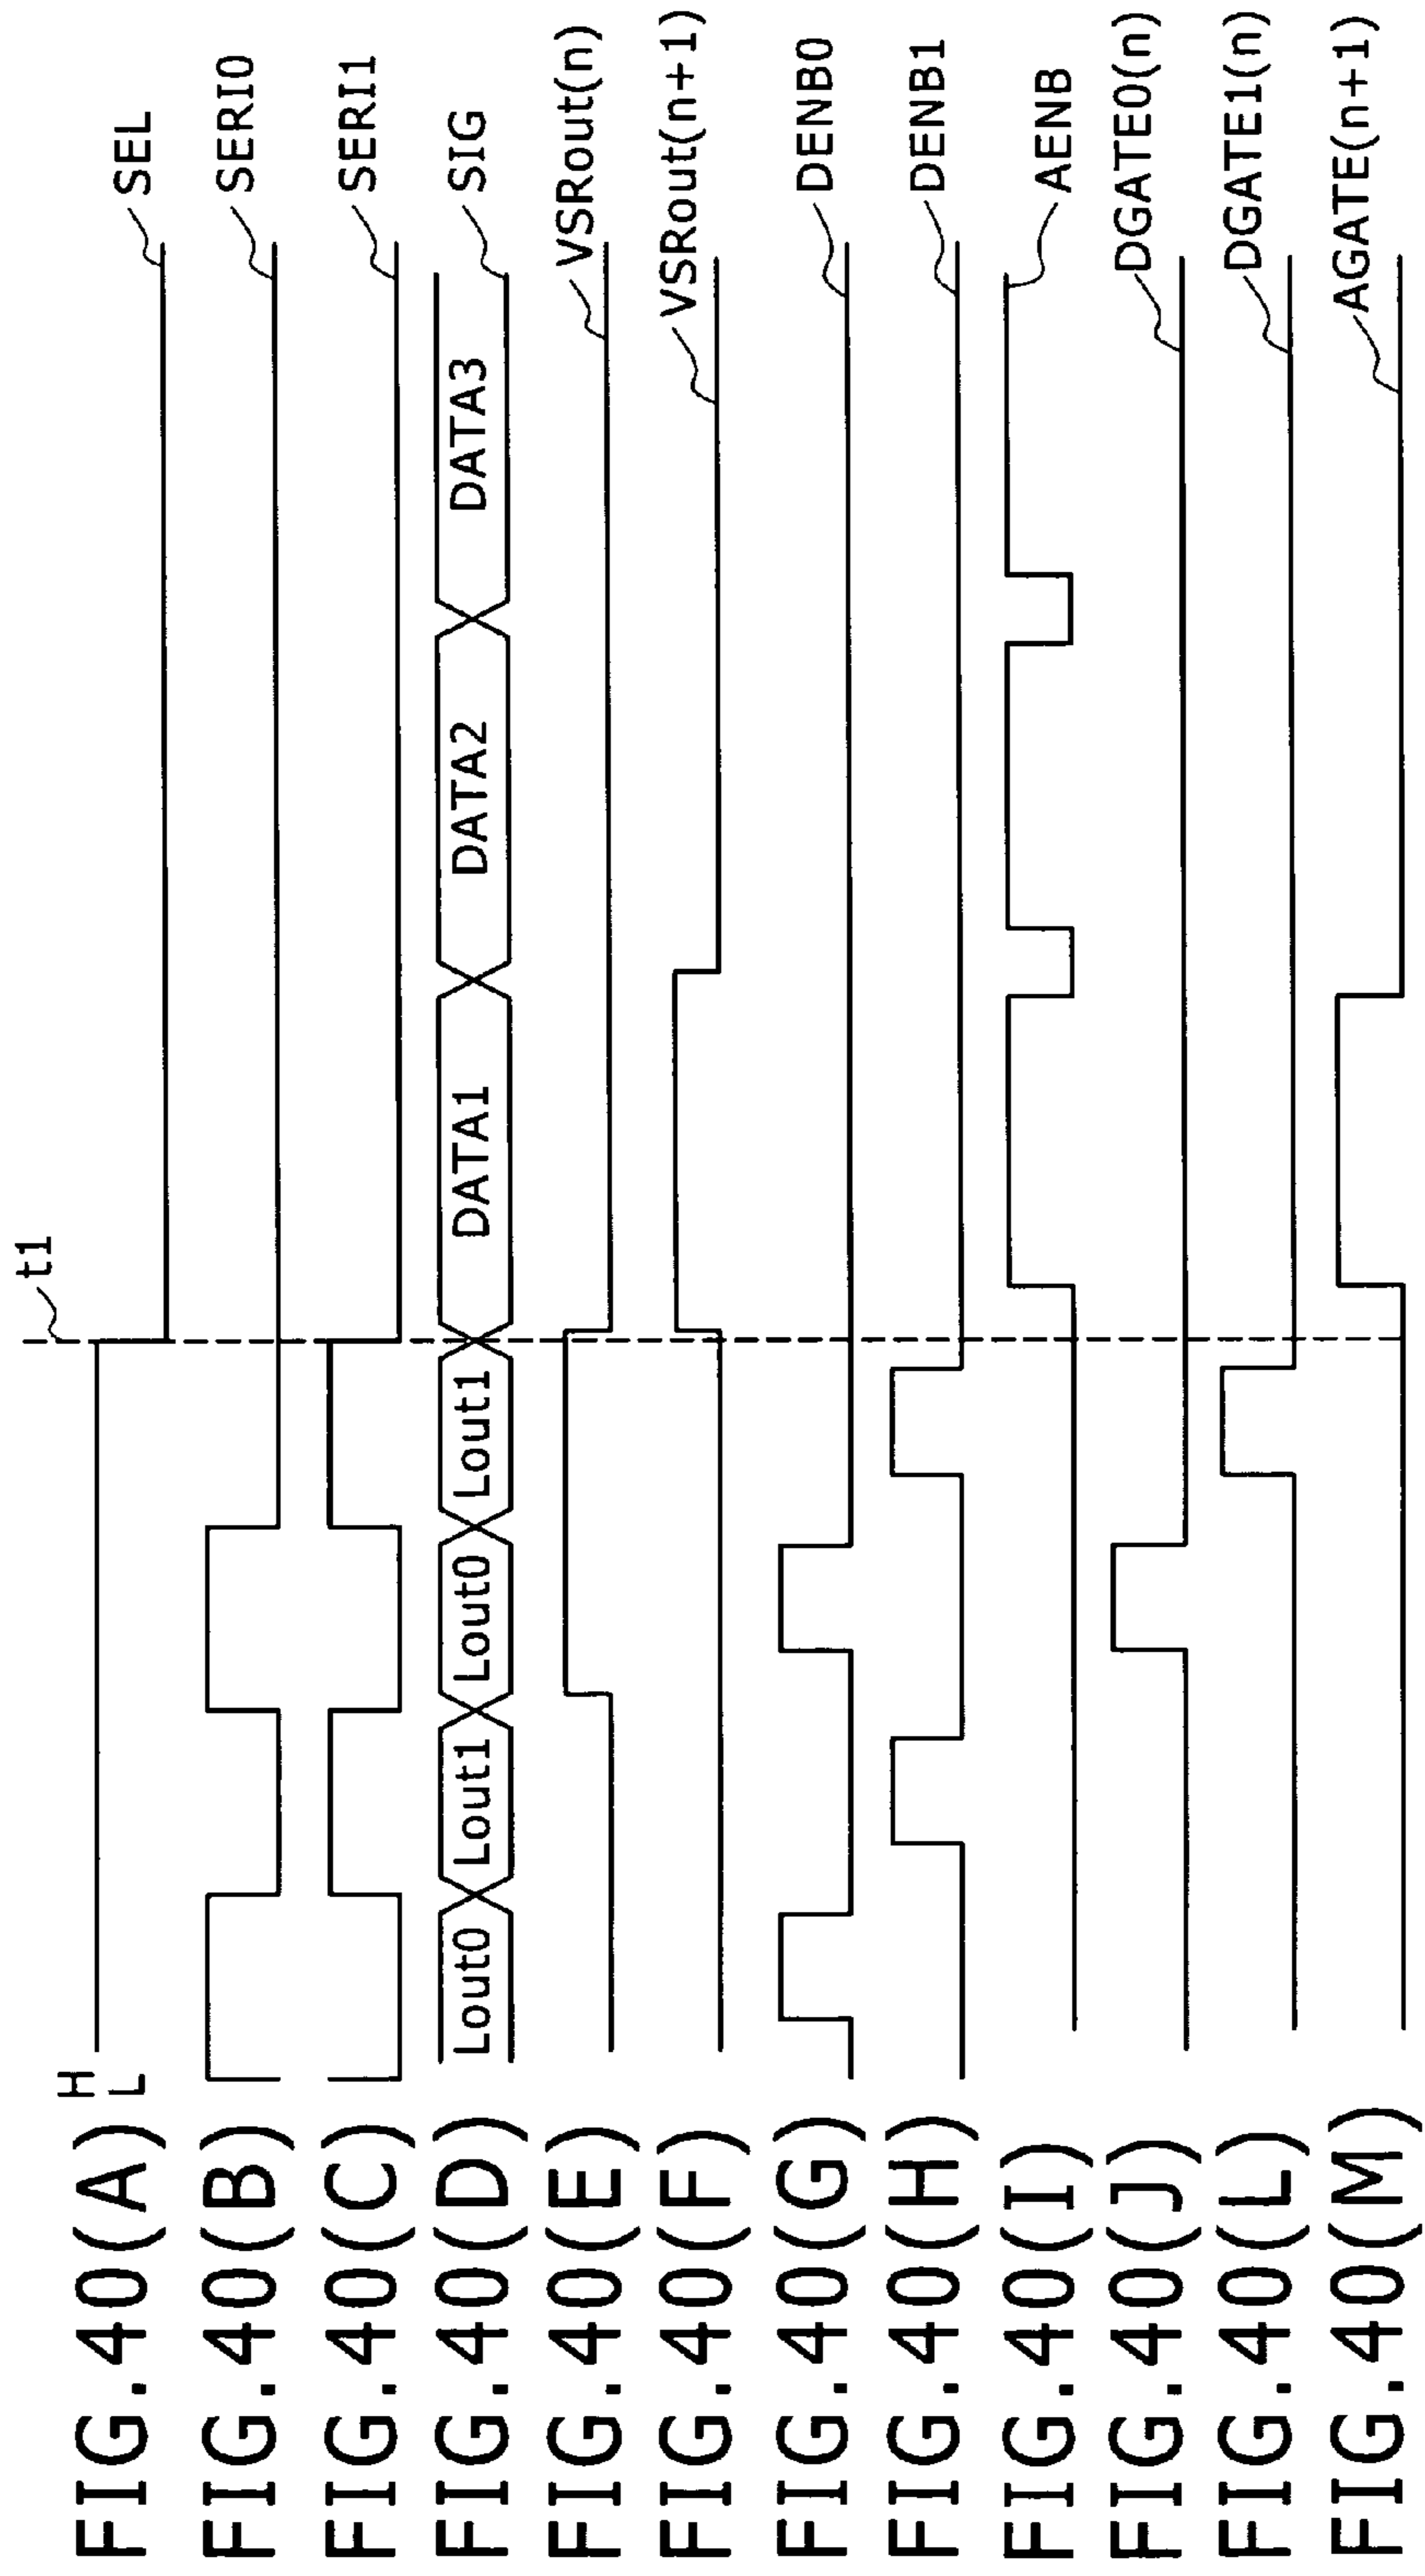 t1
FIG.40(A) H L SEL
FIG.40(B) SERI0
FIG.40(C) SERI1
FIG.40(D) Lout0 Lout1 Lout0 Lout1 DATA1 DATA2 DATA3 SIG
FIG.40(E) VSRout(n)
FIG.40(F) VSRout(n+1)
FIG.40(G) DENB0
FIG.40(H) DENB1
FIG.40(I) AENB
FIG.40(J) DGATE0(n)
FIG.40(L) DGATE1(n)
FIG.40(M) AGATE(n+1)